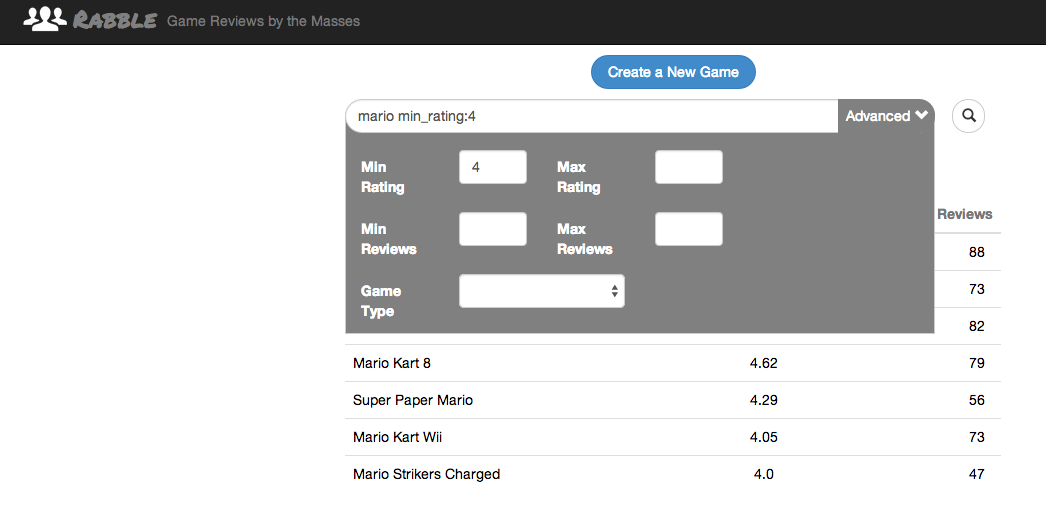 RABBLE Game Reviews by the Masses
Create a New Game
mario min_rating:4 Advanced
Min Rating 4 Max Rating
Reviews
Min Reviews Max Reviews
88
Game Type
73
82
Mario Kart 8 4.62 79
Super Paper Mario 4.29 56
Mario Kart Wii 4.05 73
Mario Strikers Charged 4.0 47